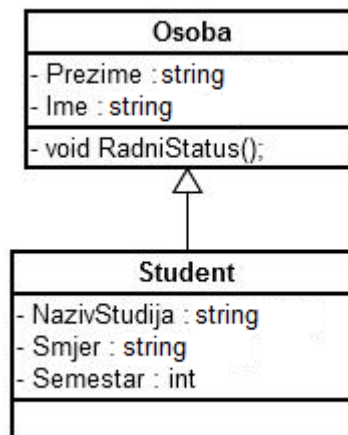 Osoba
- Prezime : string
- Ime : string
- void RadniStatus();
Student
- NazivStudija : string
- Smjer : string
- Semestar : int